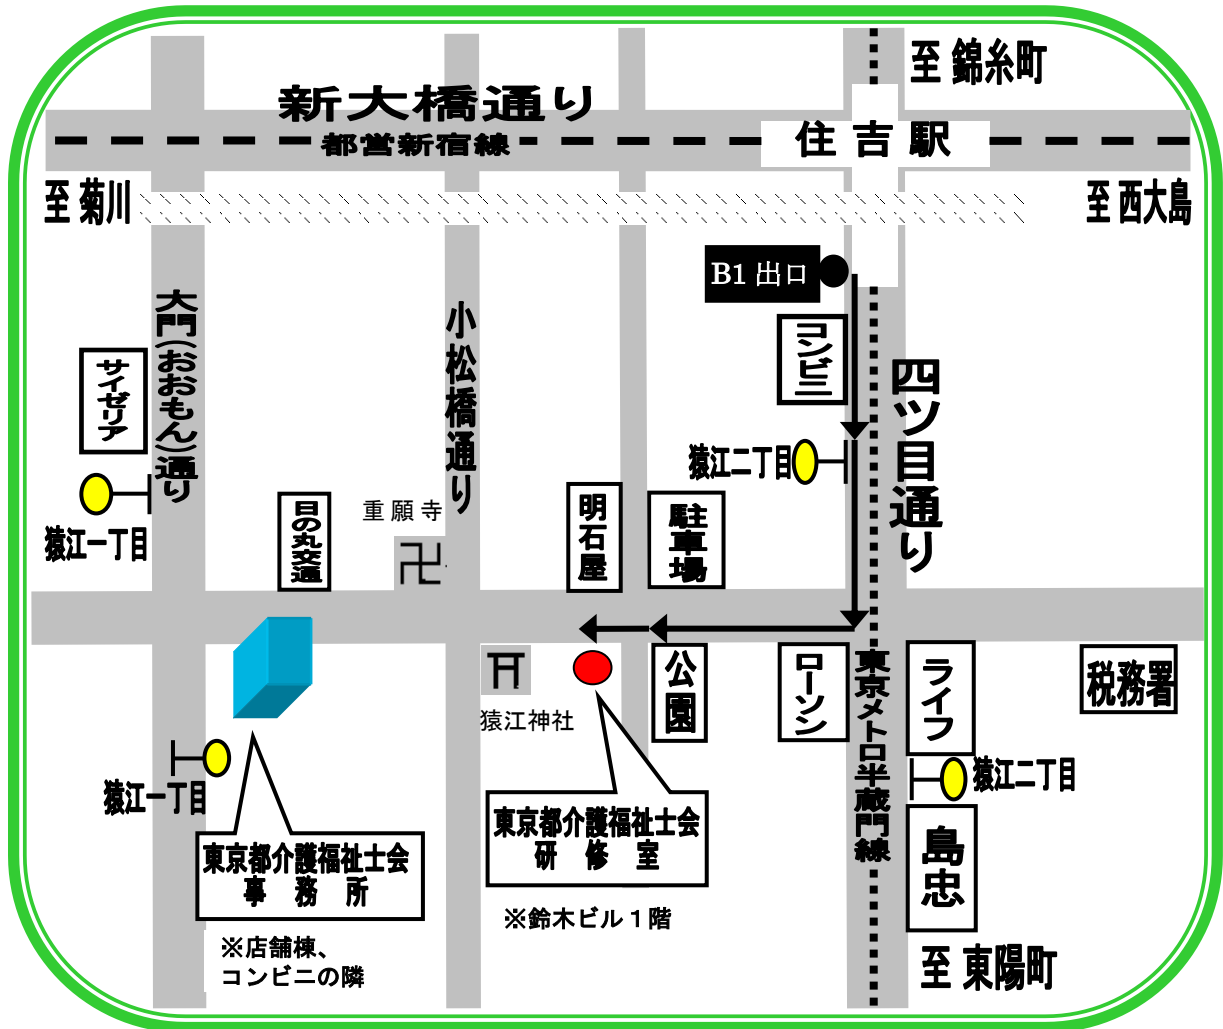 至 錦糸町
新大橋通り
都営新宿線
住吉駅
至 菊川
至 西大島
B1 出口
コンビニ
大門(おおもん)通り
小松橋通り
四ツ目通り
サイゼリア
猿江二丁目
猿江一丁目
日の丸交通
重願寺
卍
明石屋
駐車場
公園
ローソン
東京メトロ半蔵門線
ライフ
税務署
猿江神社
猿江一丁目
猿江二丁目
東京都介護福祉士会
研 修 室
東京都介護福祉士会
事 務 所
島忠
※鈴木ビル1階
※店舗棟、
コンビニの隣
至 東陽町